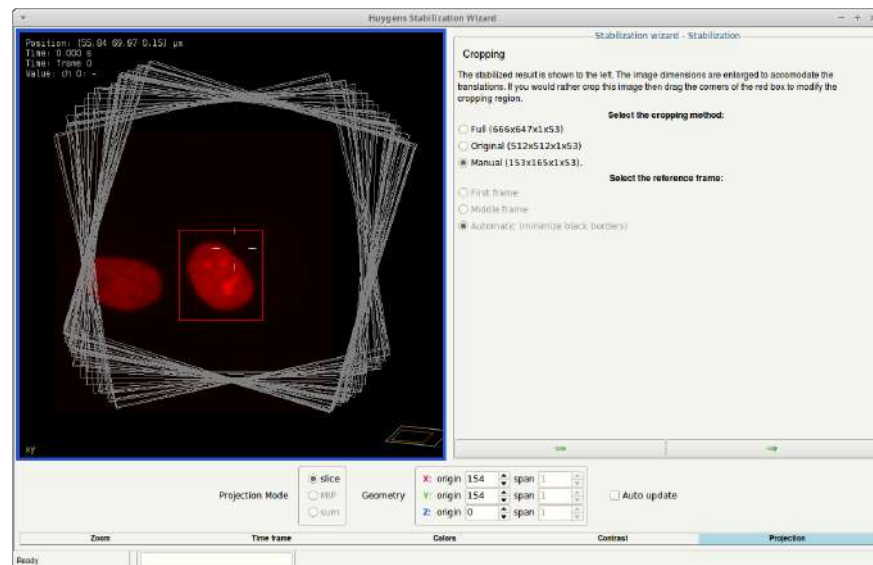 Huygens Stabilization Wizard
Position: (55.84 69.97 0.15) μm
Time: 0.000 s
Time: frame 0
Value: ch 0: -
xy
Stabilization wizard - Stabilization
Cropping
The stabilized result is shown to the left. The image dimensions are enlarged to accomodate the
translations. If you would rather crop this image then drag the corners of the red box to modify the
cropping region.
Select the cropping method:
Full (666x647x1x53)
Original (512x512x1x53)
Manual (153x165x1x53).
Select the reference frame:
First frame
Middle frame
Automatic (minimize black borders)
Projection Mode
slice
MIP
sum
Geometry
X: origin 154 span 1
Y: origin 154 span 1
Z: origin 0 span 1
Auto update
Zoom Time frame Colors Contrast Projection
Ready